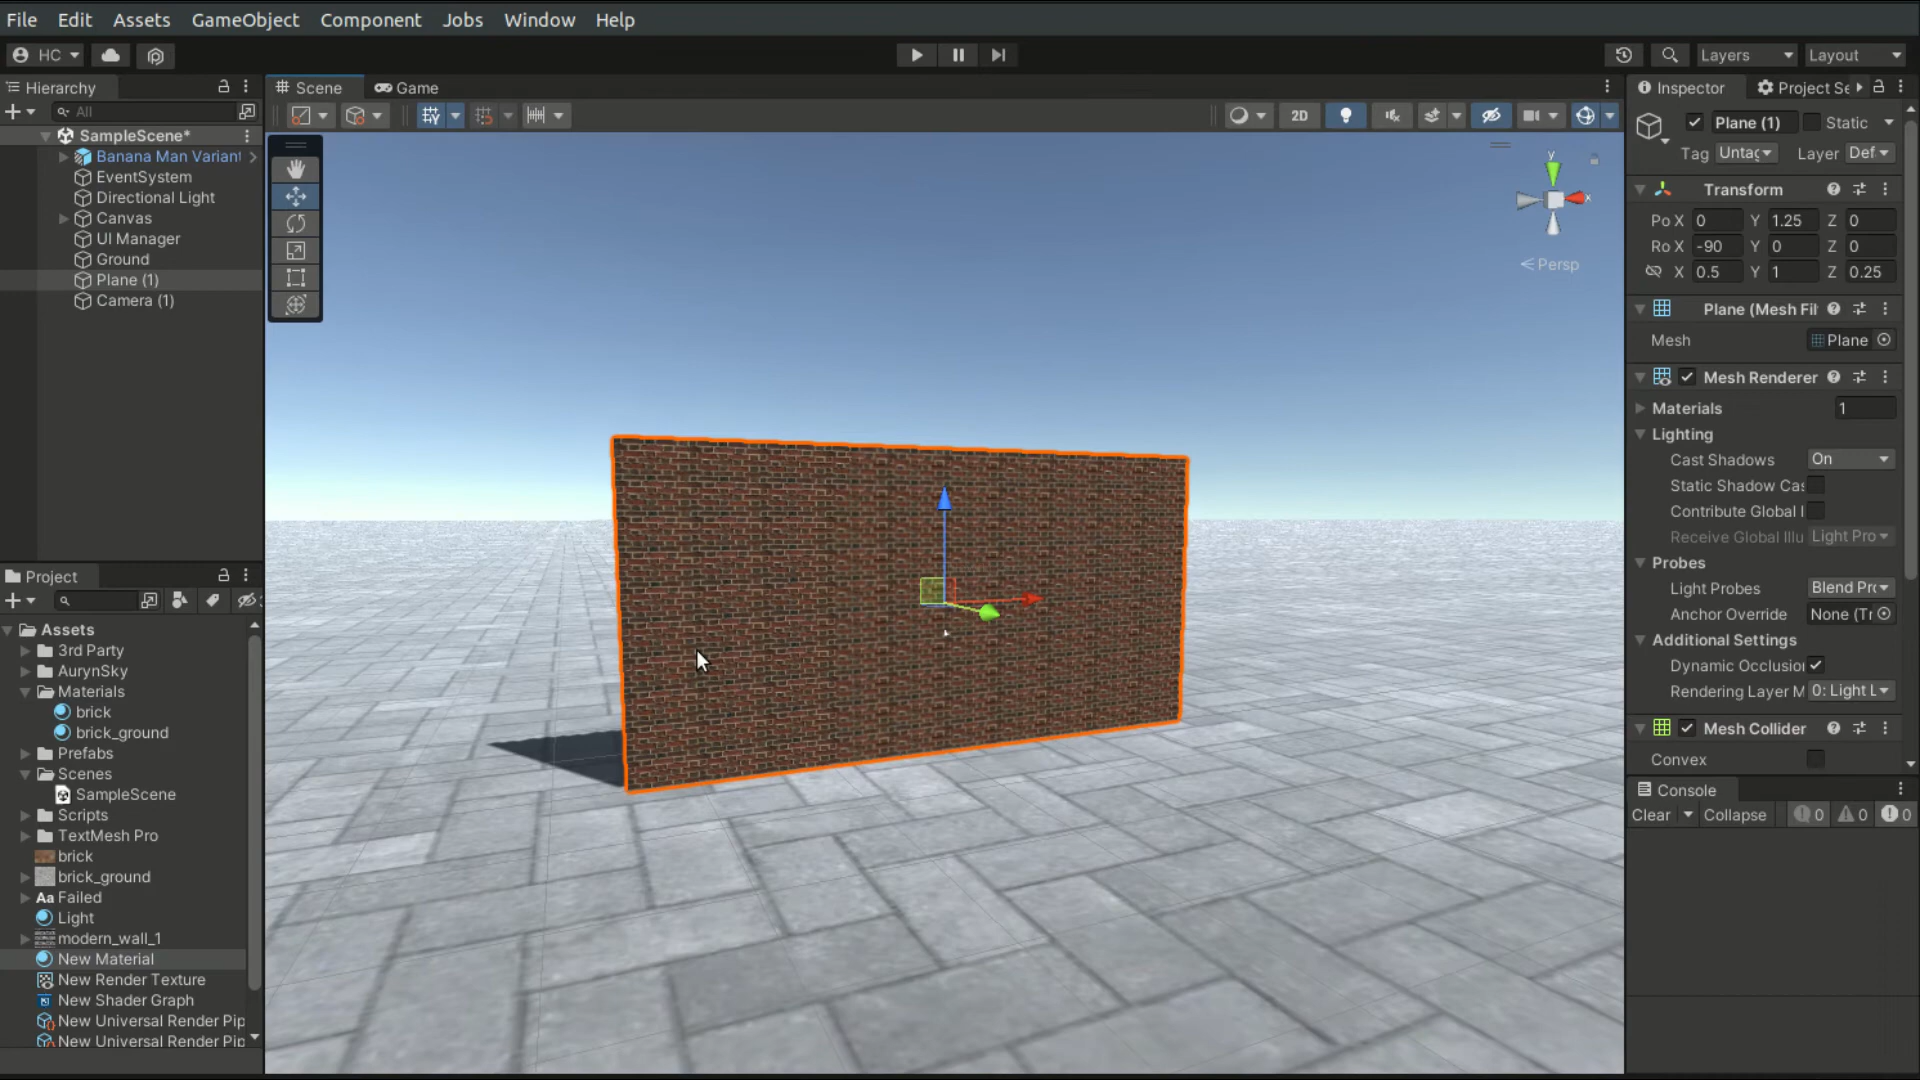 File Edit Assets GameObject Component Jobs Window Help
HC Layers Layout
Hierarchy
All
SampleScene*
Banana Man Variant
EventSystem
Directional Light
Canvas
UI Manager
Ground
Plane (1)
Camera (1)
Project
Assets
3rd Party
AurynSky
Materials
brick
brick_ground
Prefabs
Scenes
SampleScene
Scripts
TextMesh Pro
brick
brick_ground
Aa Failed
Light
modern_wall_1
New Material
New Render Texture
New Shader Graph
New Universal Render Pip
New Universal Render Pip
Scene Game
2D
y
x
Persp
Inspector Project Se
Plane (1) Static
Tag Untag Layer Def
Transform
Po X 0 Y 1.25 Z 0
Ro X -90 Y 0 Z 0
X 0.5 Y 1 Z 0.25
Plane (Mesh Fil
Mesh Plane
Mesh Renderer
Materials 1
Lighting
Cast Shadows On
Static Shadow Cas
Contribute Global I
Receive Global Illu Light Pro
Probes
Light Probes Blend Pro
Anchor Override None (Tr
Additional Settings
Dynamic Occlusion
Rendering Layer M 0: Light L
Mesh Collider
Convex
Console
Clear Collapse 0 0 0